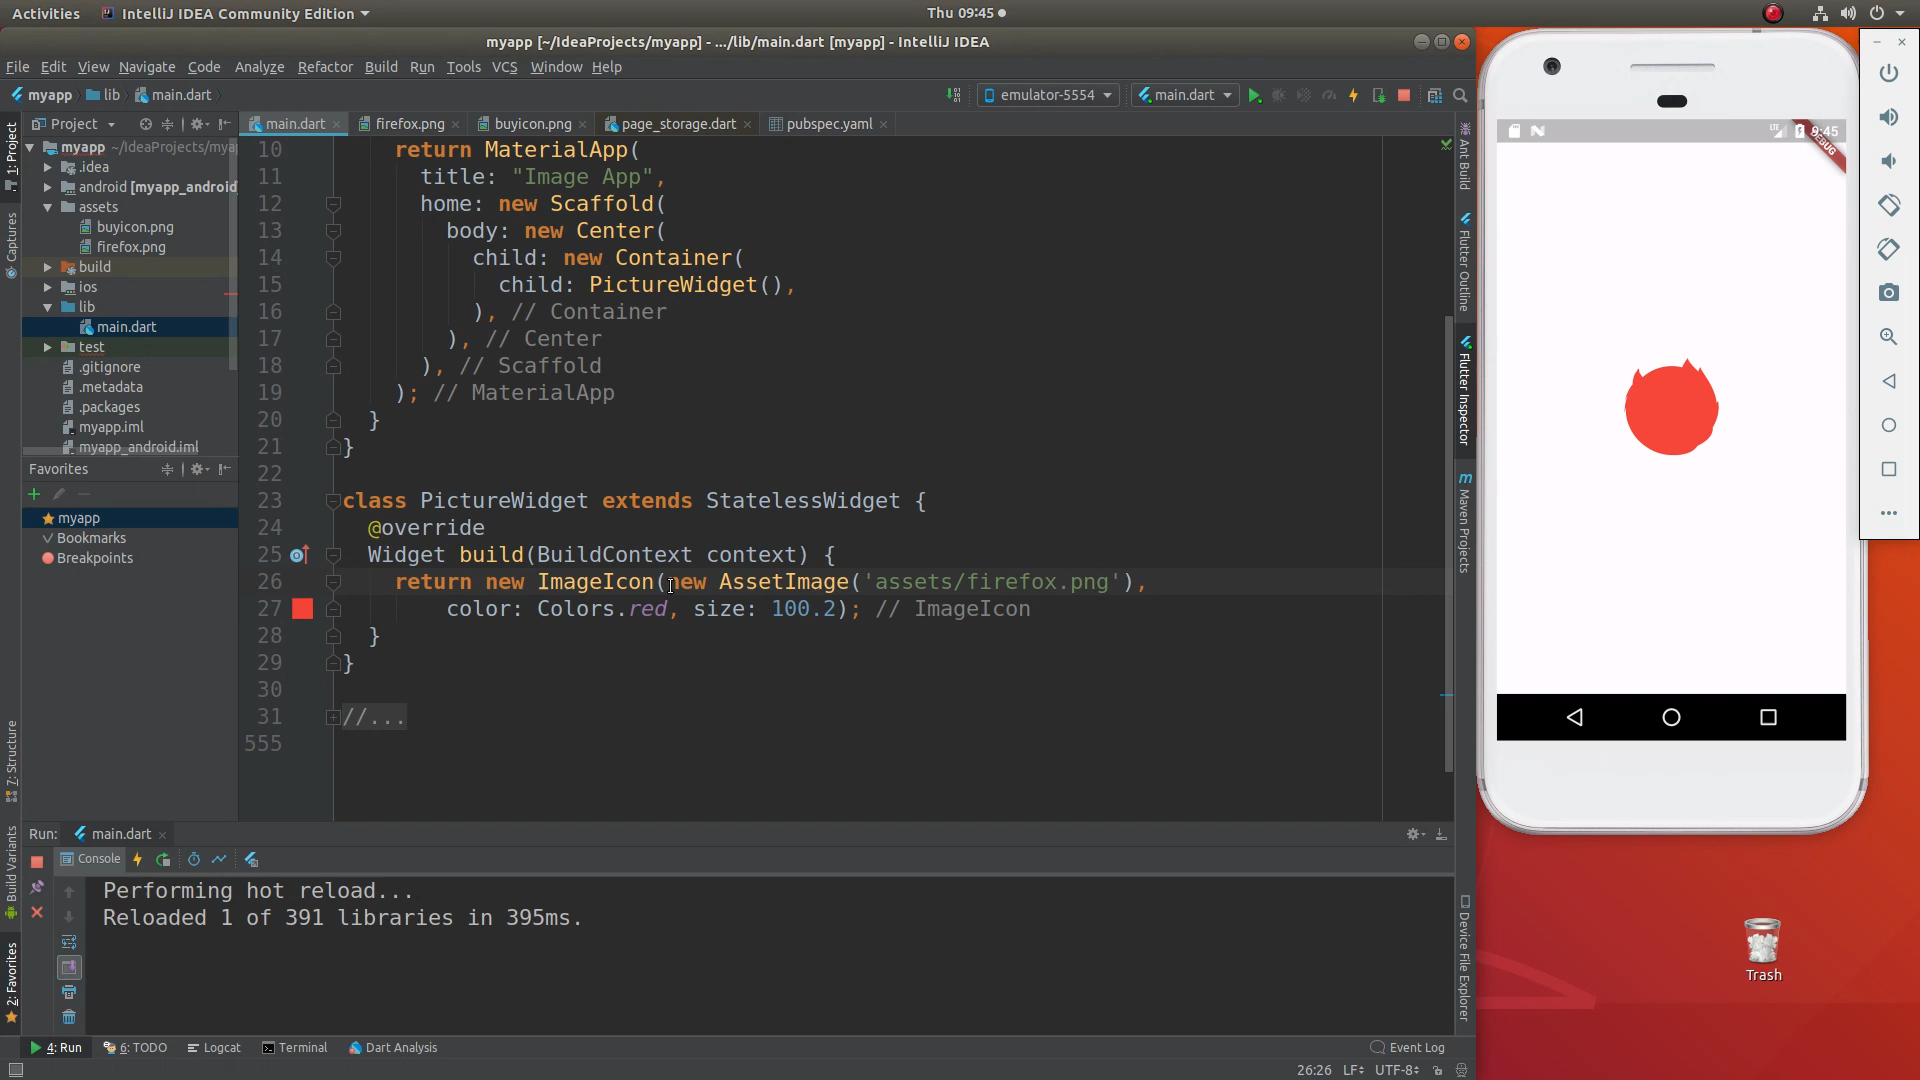 Activities IntelliJ IDEA Community Edition Thu 09:45
myapp [~/IdeaProjects/myapp] - .../lib/main.dart [myapp] - IntelliJ IDEA
File Edit View Navigate Code Analyze Refactor Build Run Tools VCS Window Help
myapp lib main.dart emulator-5554 main.dart
1: Project
Captures
7: Structure
Build Variants
2: Favorites
Project
myapp ~/IdeaProjects/mya
.idea
android [myapp_android
assets
buyicon.png
firefox.png
build
ios
lib
main.dart
test
.gitignore
.metadata
.packages
myapp.iml
myapp_android.iml
Favorites
myapp
Bookmarks
Breakpoints
main.dart firefox.png buyicon.png page_storage.dart pubspec.yaml
10 return MaterialApp(
11 title: "Image App",
12 home: new Scaffold(
13 body: new Center(
14 child: new Container(
15 child: PictureWidget(),
16 ), // Container
17 ), // Center
18 ), // Scaffold
19 ); // MaterialApp
20 }
21 }
22
23 class PictureWidget extends StatelessWidget {
24 @override
25 Widget build(BuildContext context) {
26 return new ImageIcon(new AssetImage('assets/firefox.png'),
27 color: Colors.red, size: 100.2); // ImageIcon
28 }
29 }
30
31 //...
555
Ant Build
Flutter Outline
Flutter Inspector
Maven Projects
Device File Explorer
Run: main.dart
Console
Performing hot reload...
Reloaded 1 of 391 libraries in 395ms.
4: Run 6: TODO Logcat Terminal Dart Analysis Event Log
26:26 LF UTF-8
LTE 9:45
DEBUG
Trash